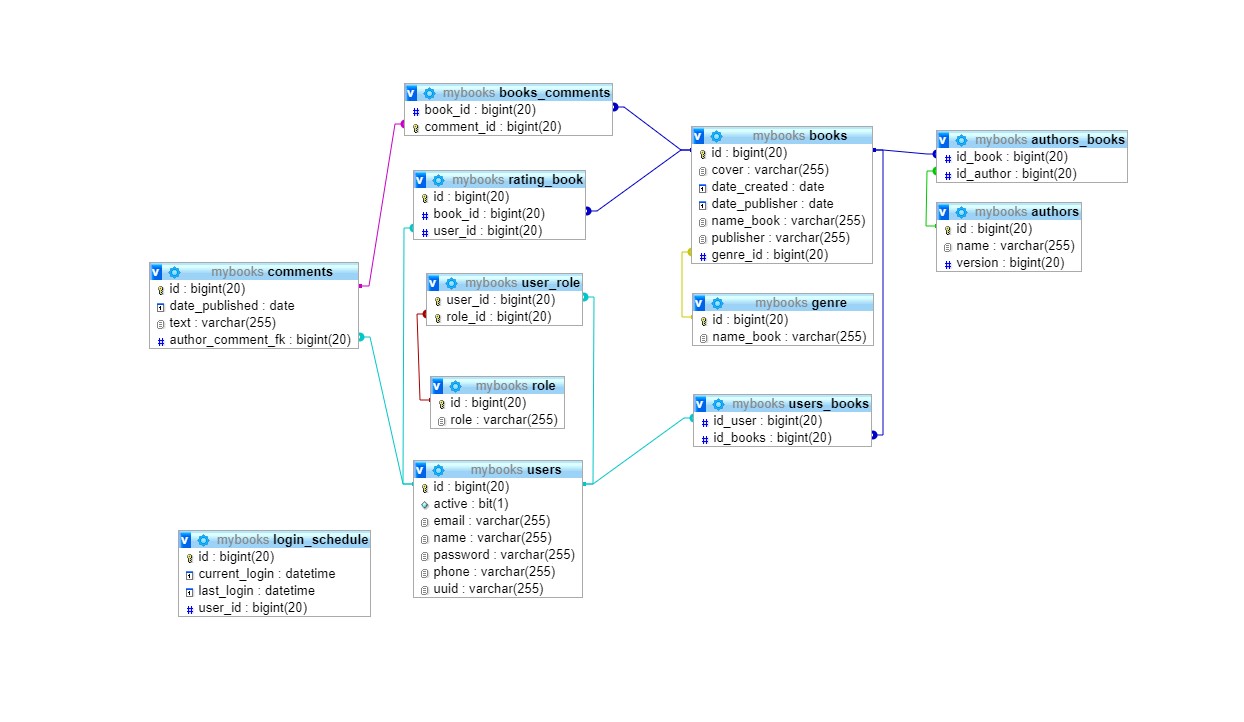 v mybooks books_comments
# book_id : bigint(20)
comment_id : bigint(20)
v mybooks rating_book
id : bigint(20)
# book_id : bigint(20)
# user_id : bigint(20)
v mybooks comments
id : bigint(20)
date_published : date
text : varchar(255)
# author_comment_fk : bigint(20)
v mybooks user_role
# user_id : bigint(20)
role_id : bigint(20)
v mybooks role
id : bigint(20)
role : varchar(255)
v mybooks users
id : bigint(20)
active : bit(1)
email : varchar(255)
name : varchar(255)
password : varchar(255)
phone : varchar(255)
uuid : varchar(255)
v mybooks login_schedule
id : bigint(20)
current_login : datetime
last_login : datetime
# user_id : bigint(20)
v mybooks books
id : bigint(20)
cover : varchar(255)
date_created : date
date_publisher : date
name_book : varchar(255)
publisher : varchar(255)
# genre_id : bigint(20)
v mybooks genre
id : bigint(20)
name_book : varchar(255)
v mybooks users_books
# id_user : bigint(20)
# id_books : bigint(20)
v mybooks authors_books
# id_book : bigint(20)
# id_author : bigint(20)
v mybooks authors
id : bigint(20)
name : varchar(255)
# version : bigint(20)